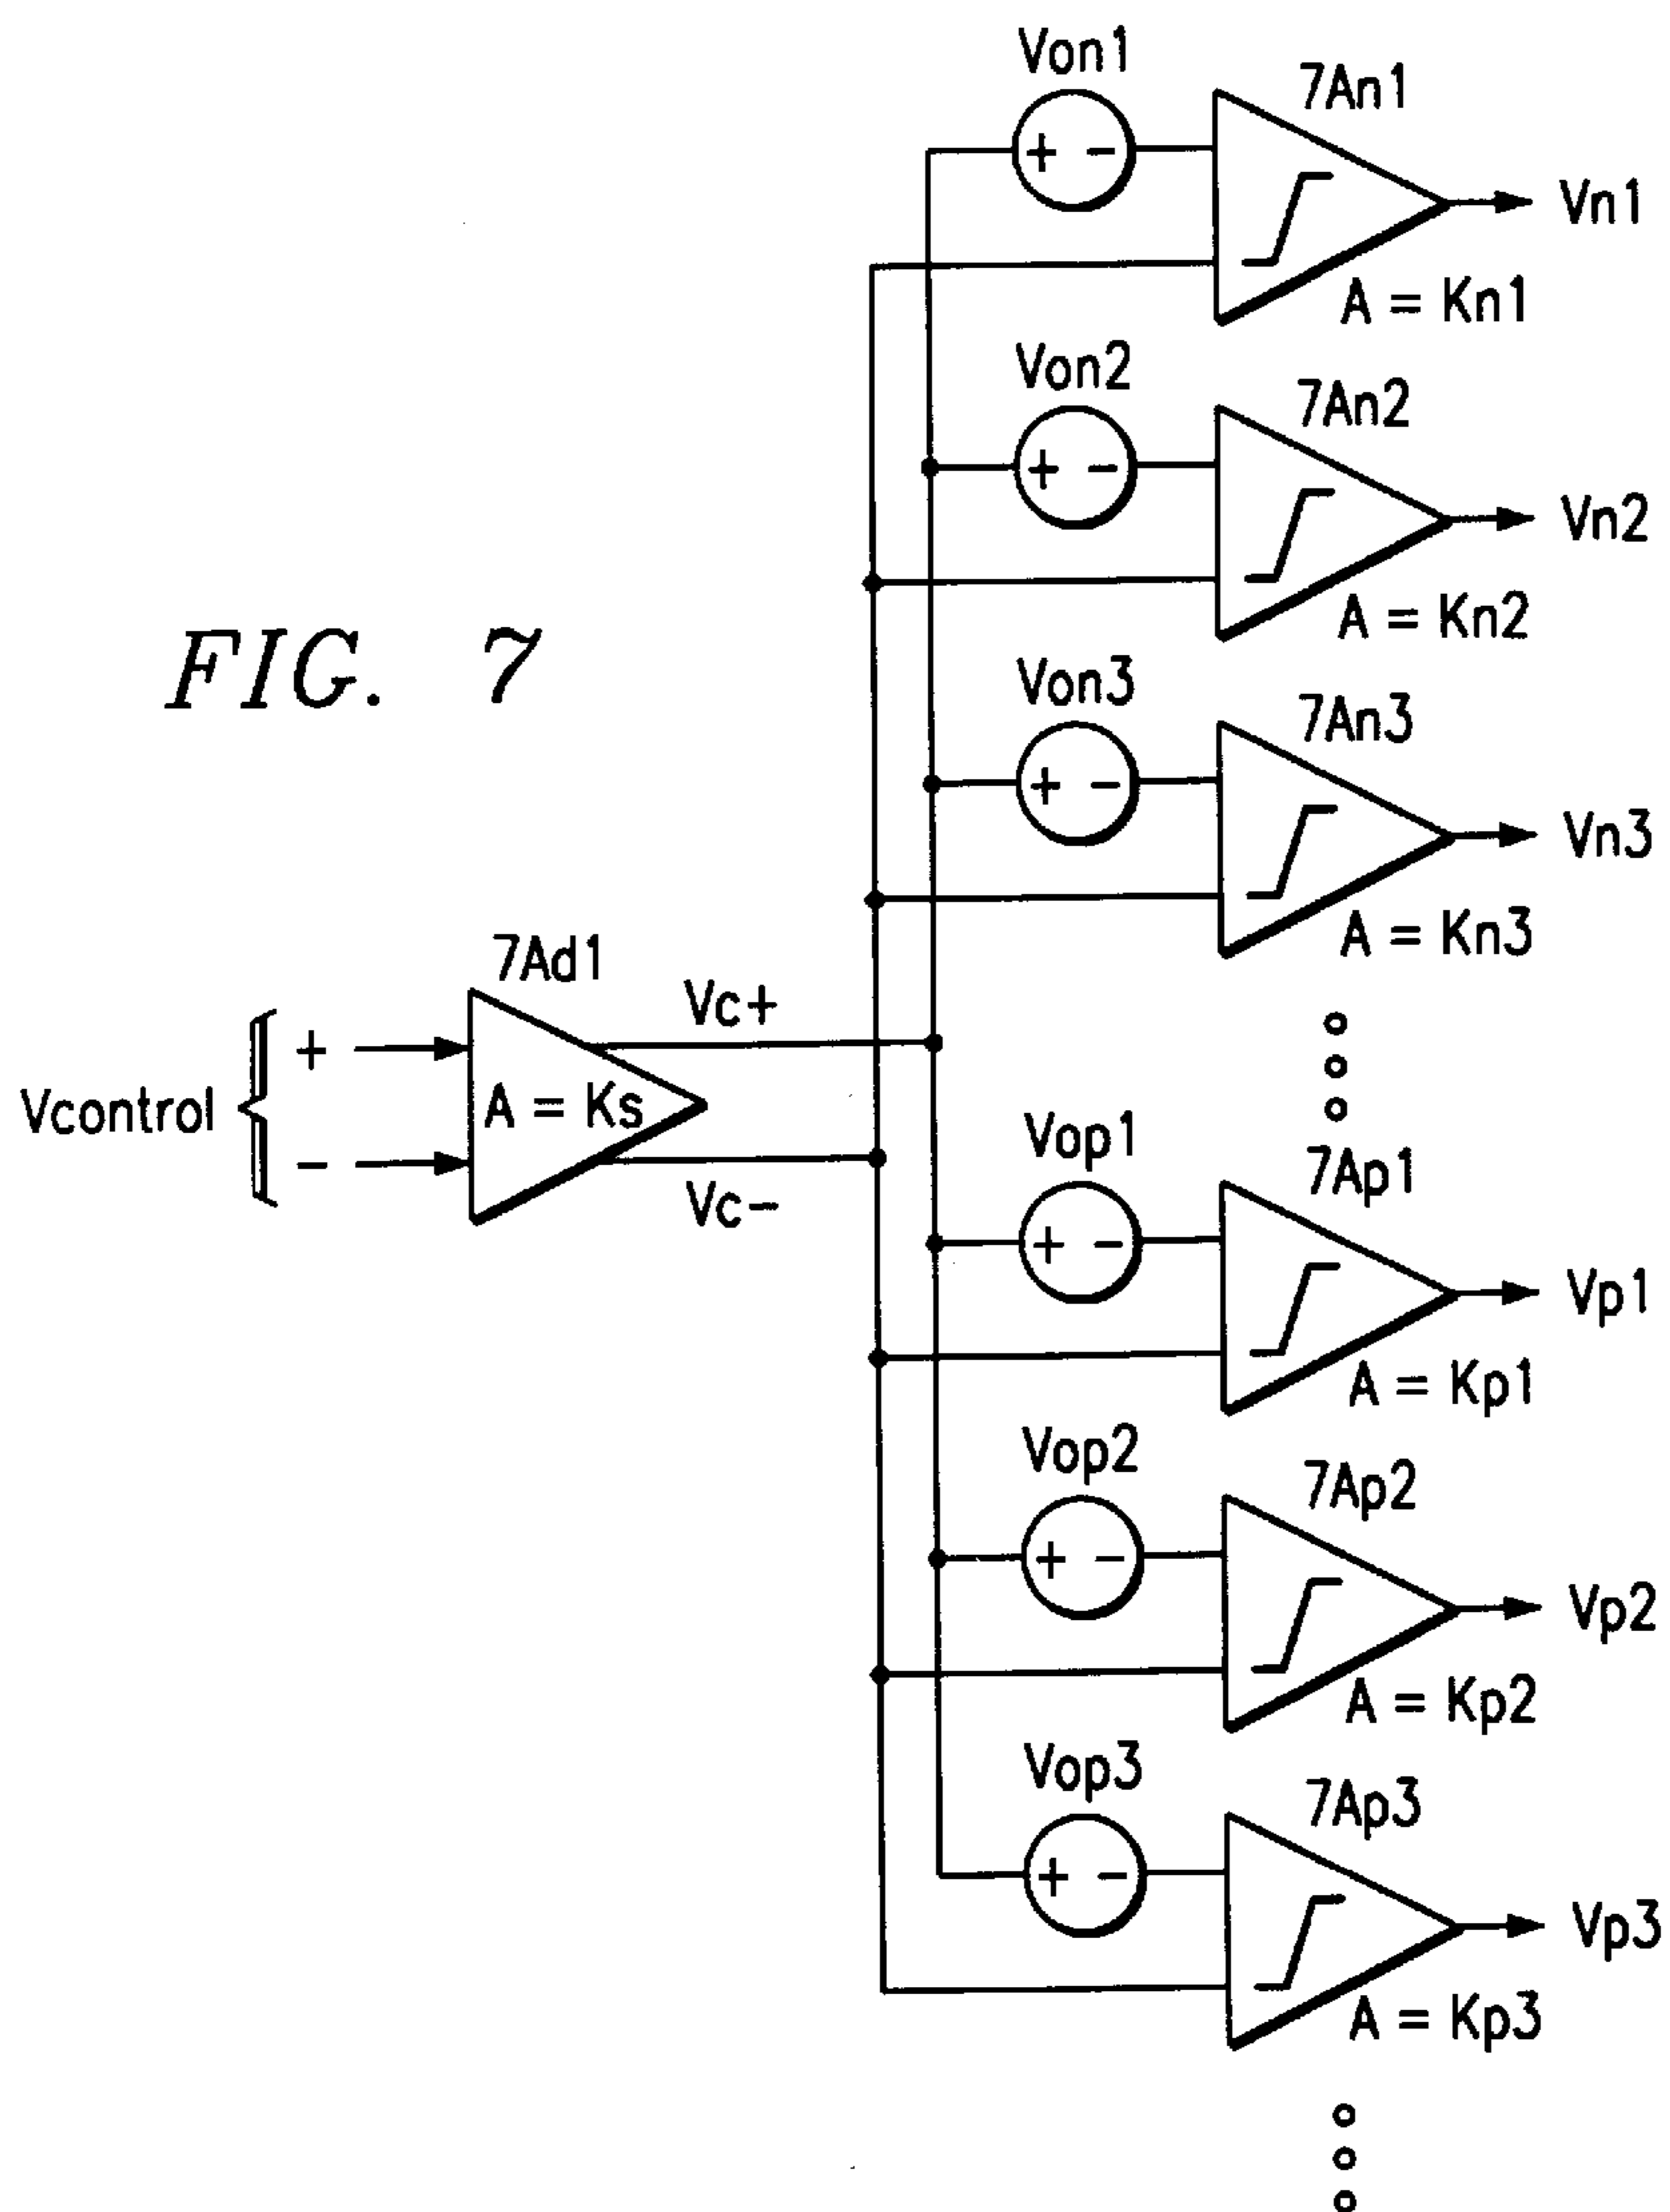 Von1
7An1
+ -
Vn1
A = Kn1
Von2
7An2
+ -
Vn2
A = Kn2
FIG. 7
Von3
7An3
+ -
Vn3
A = Kn3
7Ad1
Vc+
Vcontrol
+
-
A = Ks
Vc-
Vop1
7Ap1
+ -
Vp1
A = Kp1
Vop2
7Ap2
+ -
Vp2
A = Kp2
Vop3
7Ap3
+ -
Vp3
A = Kp3